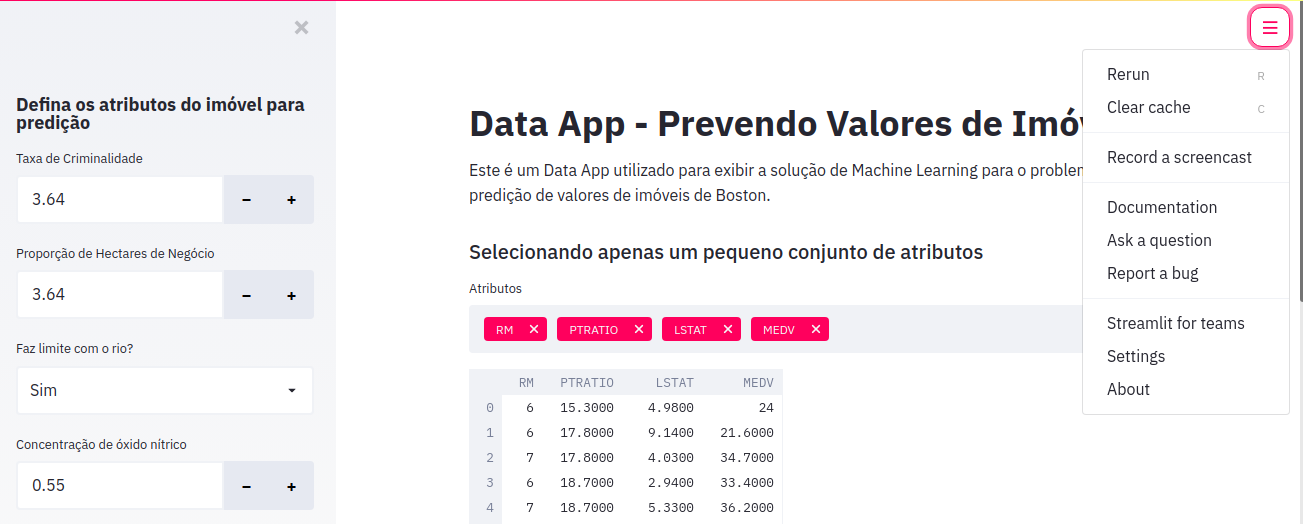 Defina os atributos do imóvel para
predição
Taxa de Criminalidade
3.64 − +
Proporção de Hectares de Negócio
3.64 − +
Faz limite com o rio?
Sim
Concentração de óxido nítrico
0.55 − +
Data App - Prevendo Valores de
Este é um Data App utilizado para exibir a solução de Machine Learning para o
predição de valores de imóveis de Boston.
Selecionando apenas um pequeno conjunto de atributos
Atributos
RM × PTRATIO × LSTAT × MEDV ×
RM PTRATIO LSTAT MEDV
0 6 15.3000 4.9800 24
1 6 17.8000 9.1400 21.6000
2 7 17.8000 4.0300 34.7000
3 6 18.7000 2.9400 33.4000
4 7 18.7000 5.3300 36.2000
Rerun R
Clear cache C
Record a screencast
Documentation
Ask a question
Report a bug
Streamlit for teams
Settings
About